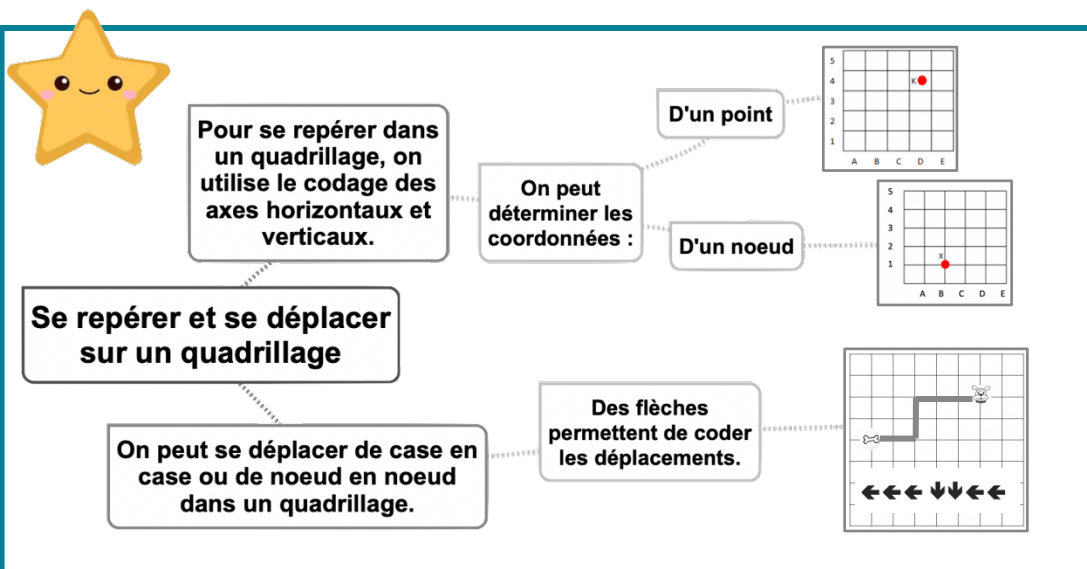 Pour se repérer dans
un quadrillage, on
utilise le codage des
axes horizontaux et
verticaux.
On peut
déterminer les
coordonnées :
D'un point
5
4
K
3
2
1
A B C D E
D'un noeud
5
4
3
2
X
1
A B C D E
Se repérer et se déplacer
sur un quadrillage
On peut se déplacer de case en
case ou de noeud en noeud
dans un quadrillage.
Des flèches
permettent de coder
les déplacements.